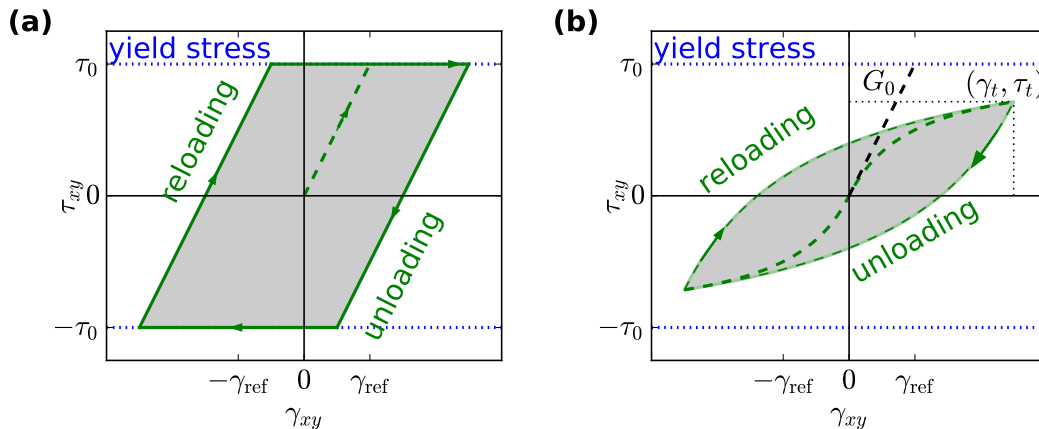 (a)
yield stress
τ₀
reloading
τxy
0
unloading
−τ₀
−γref
0
γref
γxy
(b)
yield stress
τ₀
G₀
(γt, τt)
reloading
τxy
0
unloading
−τ₀
−γref
0
γref
γxy